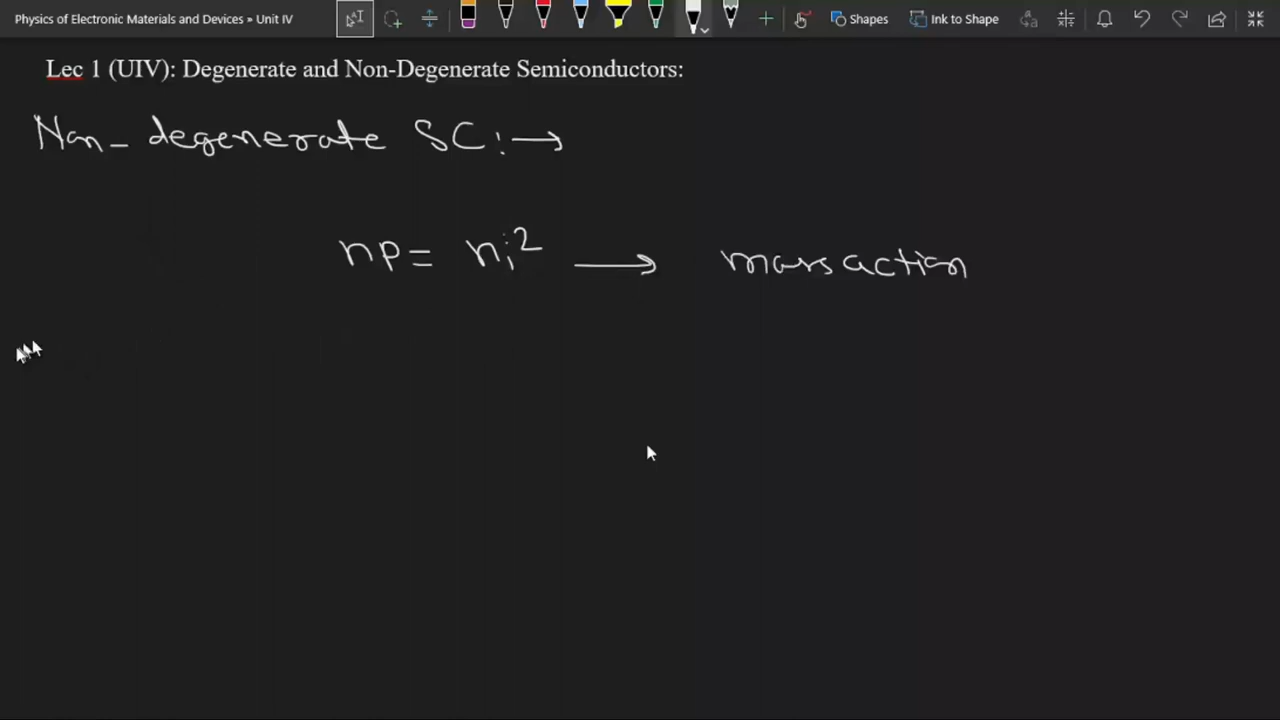 Physics of Electronic Materials and Devices » Unit IV
Shapes
Ink to Shape
Lec 1 (UIV): Degenerate and Non-Degenerate Semiconductors:
Non- degenerate SC:→
np = nᵢ² → mass action